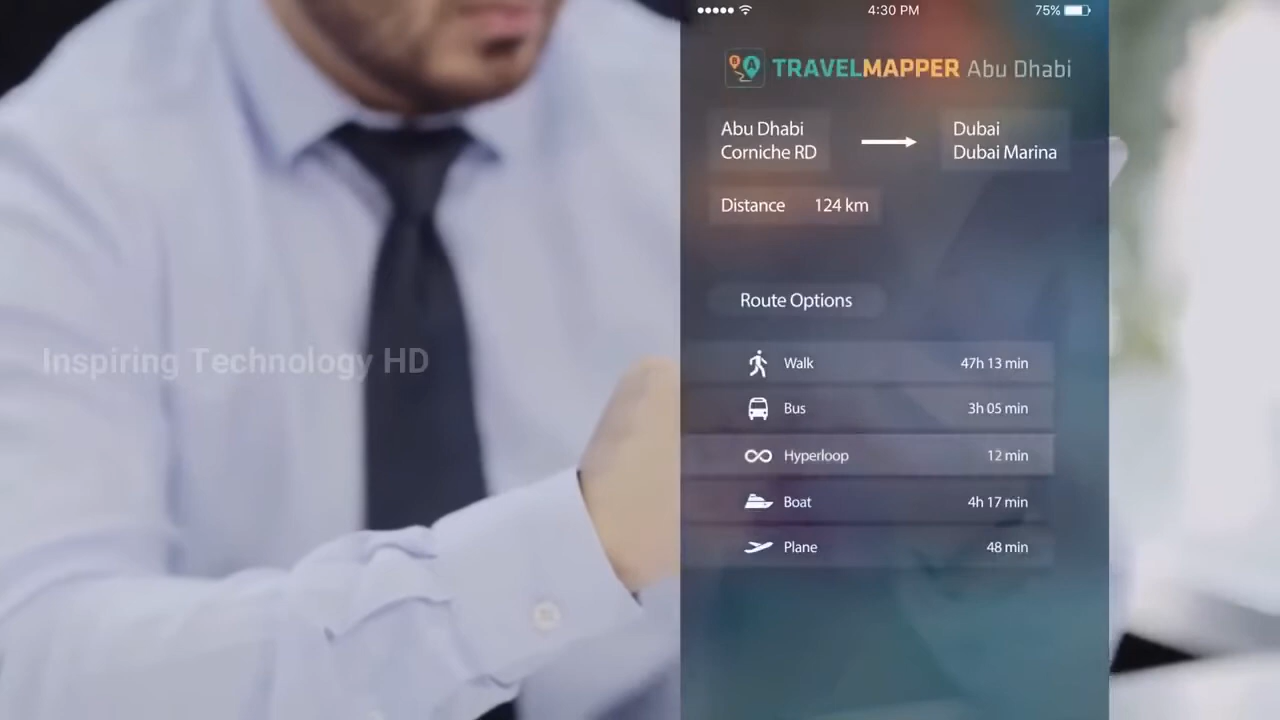 4:30 PM
75%
B A
TRAVELMAPPER Abu Dhabi
Abu Dhabi
Corniche RD
Dubai
Dubai Marina
Distance 124 km
Route Options
Walk 47h 13 min
Bus 3h 05 min
Hyperloop 12 min
Boat 4h 17 min
Plane 48 min
Inspiring Technology HD